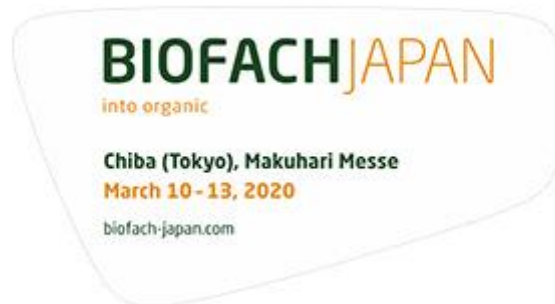 BIOFACHJAPAN
into organic
Chiba (Tokyo), Makuhari Messe
March 10-13, 2020
biofach-japan.com